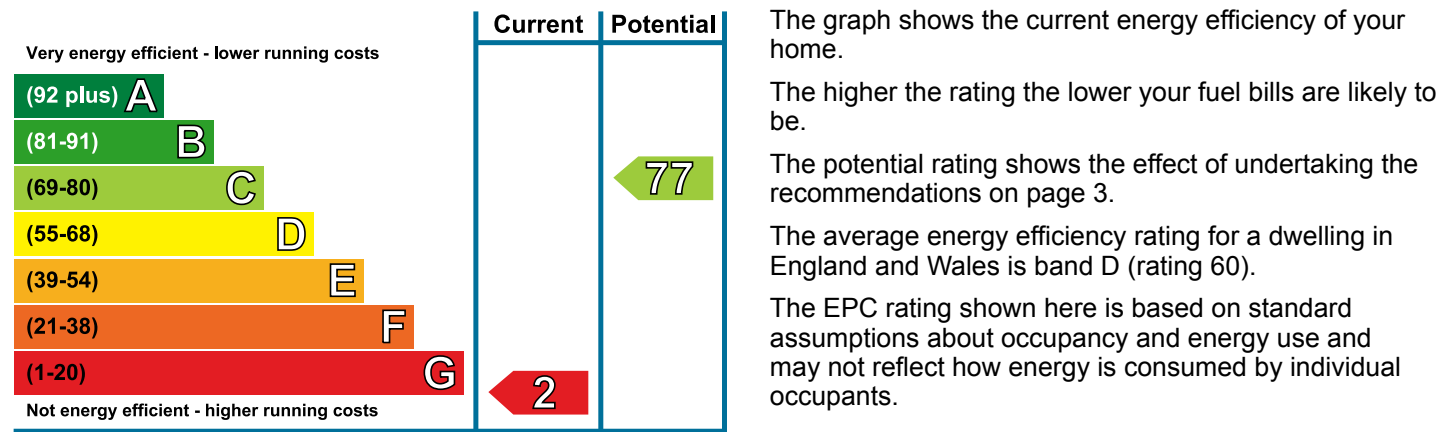 Current Potential
Very energy efficient - lower running costs
(92 plus) A
(81-91) B
(69-80) C
77
(55-68) D
(39-54) E
(21-38) F
(1-20) G
2
Not energy efficient - higher running costs
The graph shows the current energy efficiency of your
home.
The higher the rating the lower your fuel bills are likely to
be.
The potential rating shows the effect of undertaking the
recommendations on page 3.
The average energy efficiency rating for a dwelling in
England and Wales is band D (rating 60).
The EPC rating shown here is based on standard
assumptions about occupancy and energy use and
may not reflect how energy is consumed by individual
occupants.